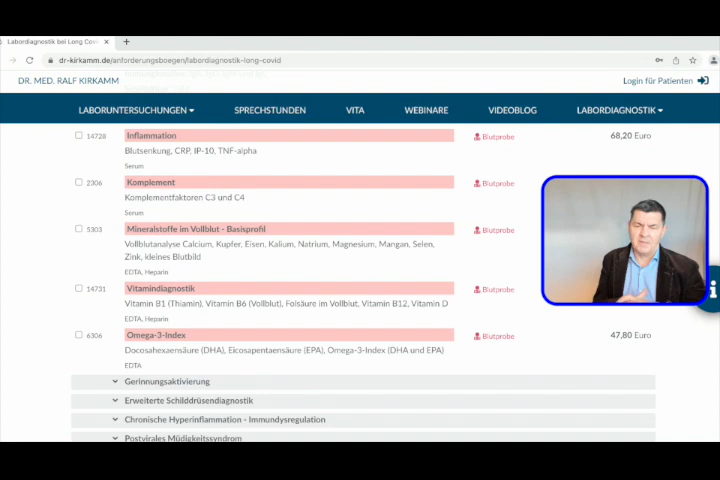 Labordiagnostik bei Long Covi
dr-kirkamm.de/anforderungsboegen/labordiagnostik-long-covid
DR. MED. RALF KIRKAMM
Login für Patienten
LABORUNTERSUCHUNGEN SPRECHSTUNDEN VITA WEBINARE VIDEOBLOG LABORDIAGNOSTIK
14728 Inflammation Blutprobe 68,20 Euro
Blutsenkung, CRP, IP-10, TNF-alpha
Serum
2306 Komplement Blutprobe
Komplementfaktoren C3 und C4
Serum
5303 Mineralstoffe im Vollblut - Basisprofil Blutprobe
Vollblutanalyse Calcium, Kupfer, Eisen, Kalium, Natrium, Magnesium, Mangan, Selen,
Zink, kleines Blutbild
EDTA, Heparin
14731 Vitamindiagnostik Blutprobe
Vitamin B1 (Thiamin), Vitamin B6 (Vollblut), Folsäure im Vollblut, Vitamin B12, Vitamin D
EDTA, Heparin
6306 Omega-3-Index Blutprobe 47,80 Euro
Docosahexaensäure (DHA), Eicosapentaensäure (EPA), Omega-3-Index (DHA und EPA)
EDTA
Gerinnungsaktivierung
Erweiterte Schilddrüsendiagnostik
Chronische Hyperinflammation - Immundysregulation
Postvirales Müdigkeitssyndrom